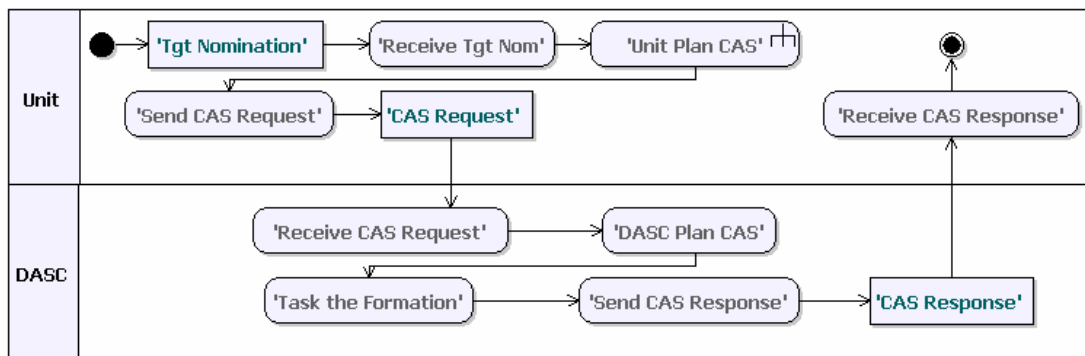 Unit
'Tgt Nomination'
'Receive Tgt Nom'
'Unit Plan CAS'
'Send CAS Request'
'CAS Request'
'Receive CAS Response'
DASC
'Receive CAS Request'
'DASC Plan CAS'
'Task the Formation'
'Send CAS Response'
'CAS Response'